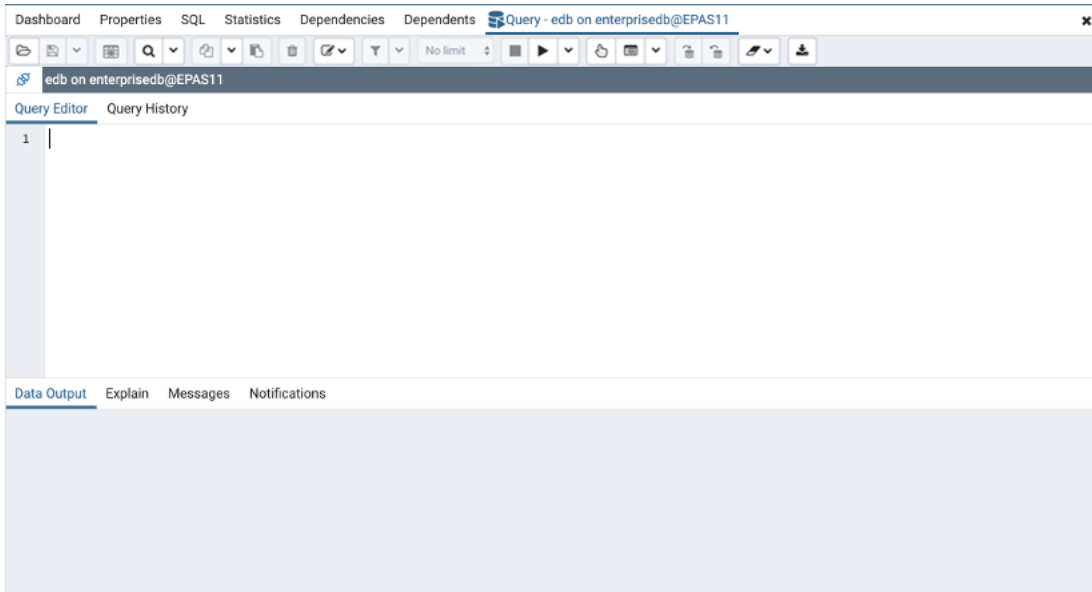 Dashboard Properties SQL Statistics Dependencies Dependents Query - edb on enterprisedb@EPAS11
No limit
edb on enterprisedb@EPAS11
Query Editor Query History
1
Data Output Explain Messages Notifications